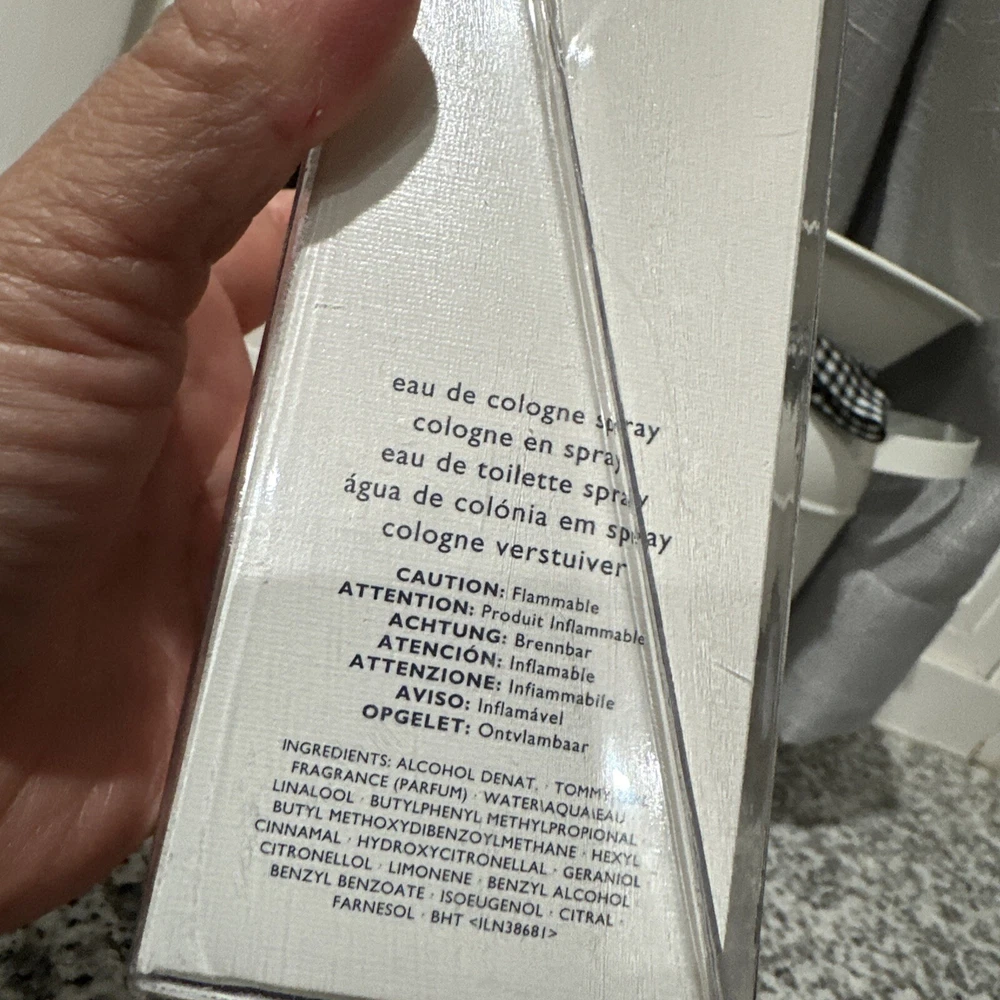 eau de cologne spray
cologne en spray
eau de toilette spray
água de colónia em spray
cologne verstuiver
CAUTION: Flammable
ATTENTION: Produit Inflammable
ACHTUNG: Brennbar
ATENCIÓN: Inflamable
ATTENZIONE: Infiammabile
AVISO: Inflamável
OPGELET: Ontvlambaar
INGREDIENTS: ALCOHOL DENAT. · TOMMY
FRAGRANCE (PARFUM) · WATER\AQUA\EAU
LINALOOL · BUTYLPHENYL METHYLPROPIONAL
BUTYL METHOXYDIBENZOYLMETHANE · HEXYL
CINNAMAL · HYDROXYCITRONELLAL · GERANIOL
CITRONELLOL · LIMONENE · BENZYL ALCOHOL
BENZYL BENZOATE · ISOEUGENOL · CITRAL ·
FARNESOL · BHT <ILN38681>